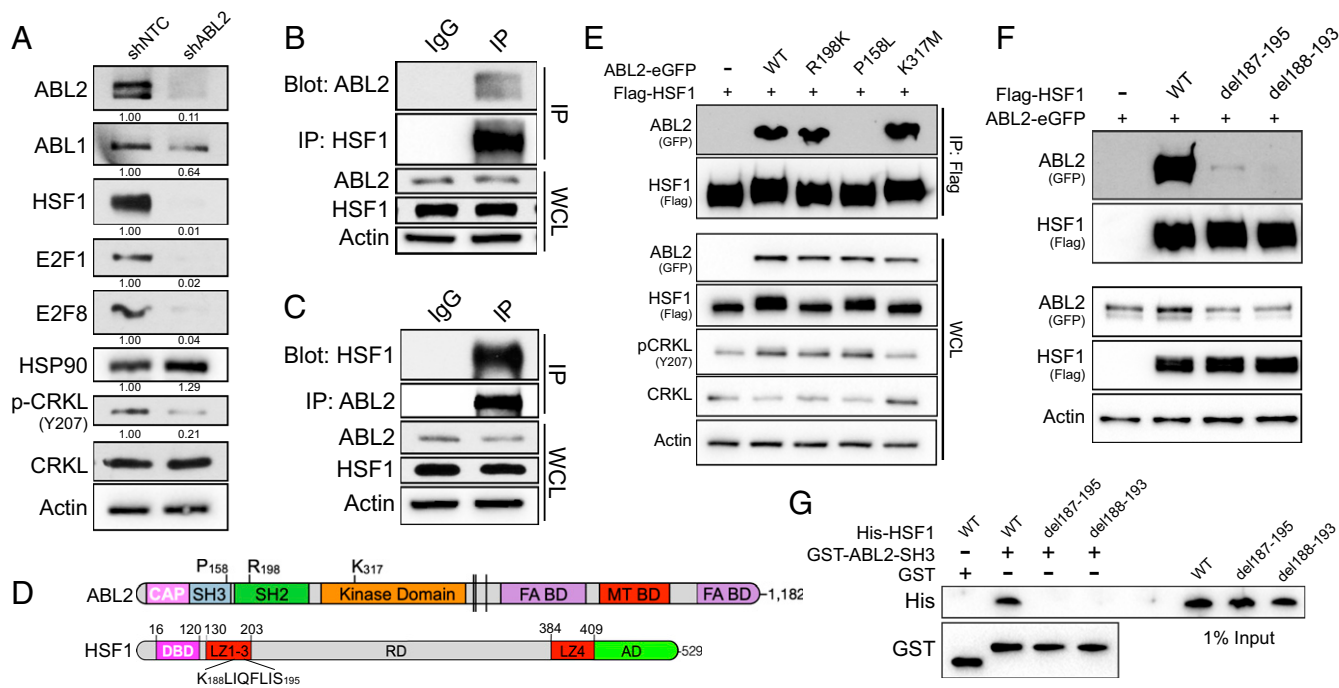 A
shNTC
shABL2
ABL2
1.00 0.11
ABL1
1.00 0.64
HSF1
1.00 0.01
E2F1
1.00 0.02
E2F8
1.00 0.04
HSP90
1.00 1.29
p-CRKL
(Y207)
1.00 0.21
CRKL
Actin
B
IgG
IP
Blot: ABL2
IP: HSF1
IP
ABL2
HSF1
Actin
WCL
C
IgG
IP
Blot: HSF1
IP: ABL2
IP
ABL2
HSF1
Actin
WCL
D
P158 R198 K317
ABL2 CAP SH3 SH2 Kinase Domain FA BD MT BD FA BD 1,182
16 120 130 203 384 409
HSF1 DBD LZ1-3 RD LZ4 AD 529
K188LIQFLIS195
E
WT R198K P158L K317M
ABL2-eGFP -
Flag-HSF1 + + + + +
ABL2
(GFP)
HSF1
(Flag)
IP: Flag
ABL2
(GFP)
HSF1
(Flag)
pCRKL
(Y207)
CRKL
Actin
WCL
F
WT del187-195 del188-193
Flag-HSF1 -
ABL2-eGFP + + + +
ABL2
(GFP)
HSF1
(Flag)
ABL2
(GFP)
HSF1
(Flag)
Actin
G
His-HSF1 WT WT del187-195 del188-193
GST-ABL2-SH3 - + + +
GST + - - -
WT del187-195 del188-193
His
1% Input
GST